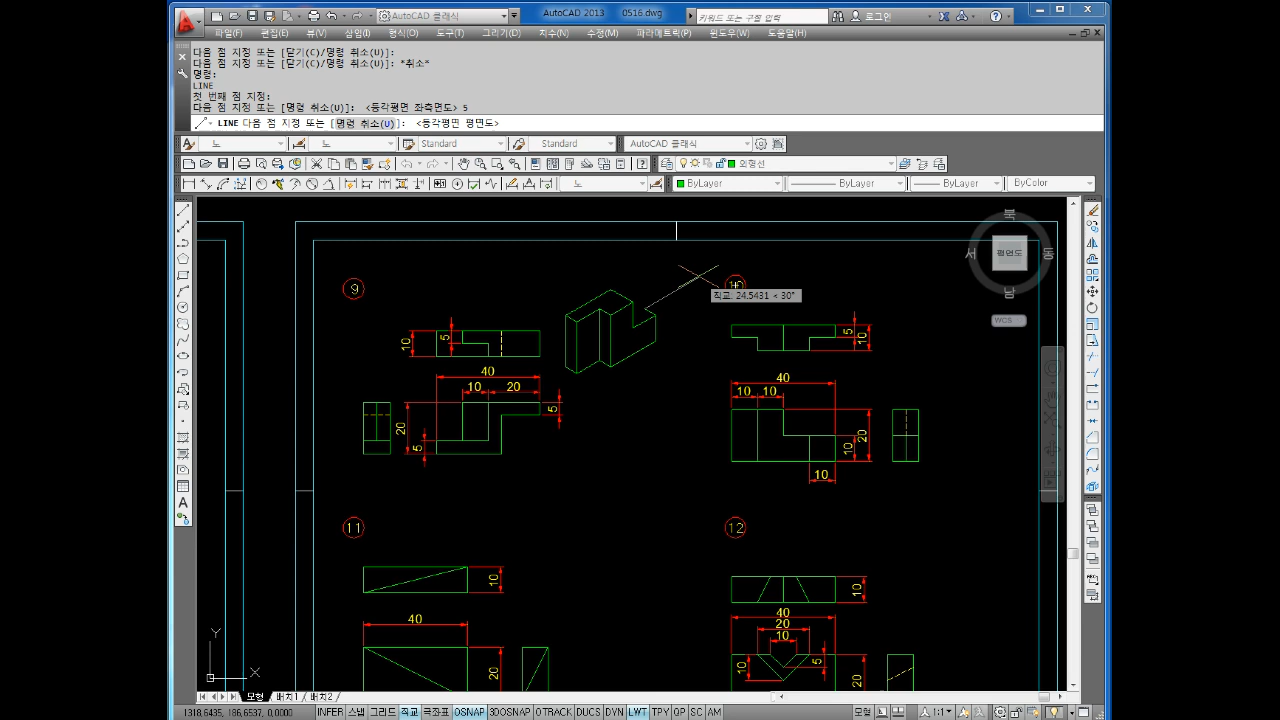 AutoCAD 클래식
AutoCAD 2013 0516.dwg
키워드 또는 구절 입력
로그인
파일(F) 편집(E) 뷰(V) 삽입(I) 형식(O) 도구(T) 그리기(D) 치수(N) 수정(M) 파라메트릭(P) 윈도우(W) 도움말(H)
다음 점 지정 또는 [닫기(C)/명령 취소(U)]:
다음 점 지정 또는 [닫기(C)/명령 취소(U)]: *취소*
명령:
LINE
첫 번째 점 지정:
다음 점 지정 또는 [명령 취소(U)]: <등각평면 좌측면도> 5
LINE 다음 점 지정 또는 [명령 취소(U)]: <등각평면 평면도>
Standard Standard AutoCAD 클래식
외형선
ByLayer ByLayer ByLayer ByColor
북
서 평면도 동
남
WCS
9
10
직교: 24.5431 < 30°
10 5
40
10 20
20 5 5
5 10
40
10 10
10 20
10
11
12
10
40
20
10
40
20
10
10 5 20
Y
X
모형 배치1 배치2
1318.6435, 186.6537, 0.0000 INFER 스냅 그리드 직교 극좌표 OSNAP 3DOSNAP OTRACK DUCS DYN LWT TPY QP SC AM 모형 1:1